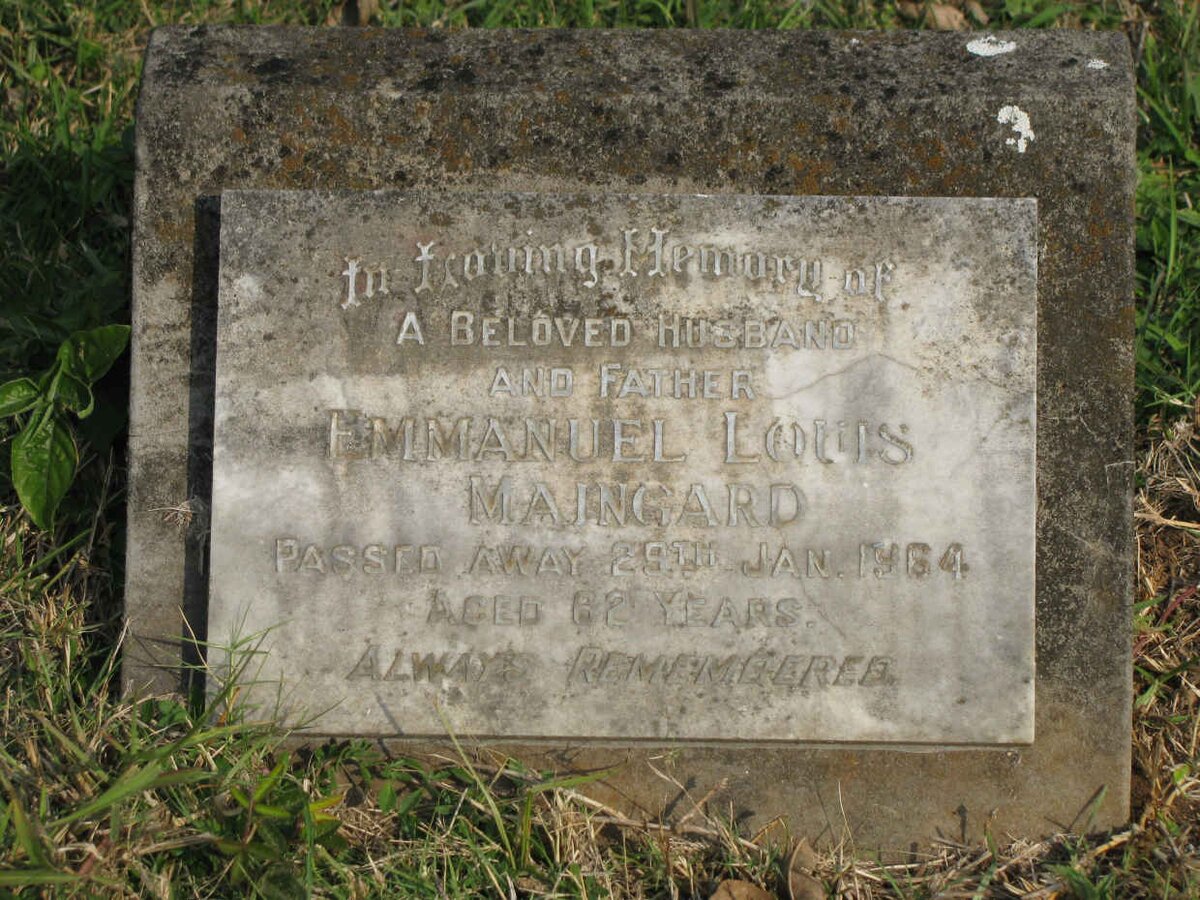 In Loving Memory of
A BELOVED HUSBAND
AND FATHER
EMMANUEL LOUIS
MAINGARD
PASSED AWAY 29TH JAN. 1964
AGED 62 YEARS.
ALWAYS REMEMBERED.